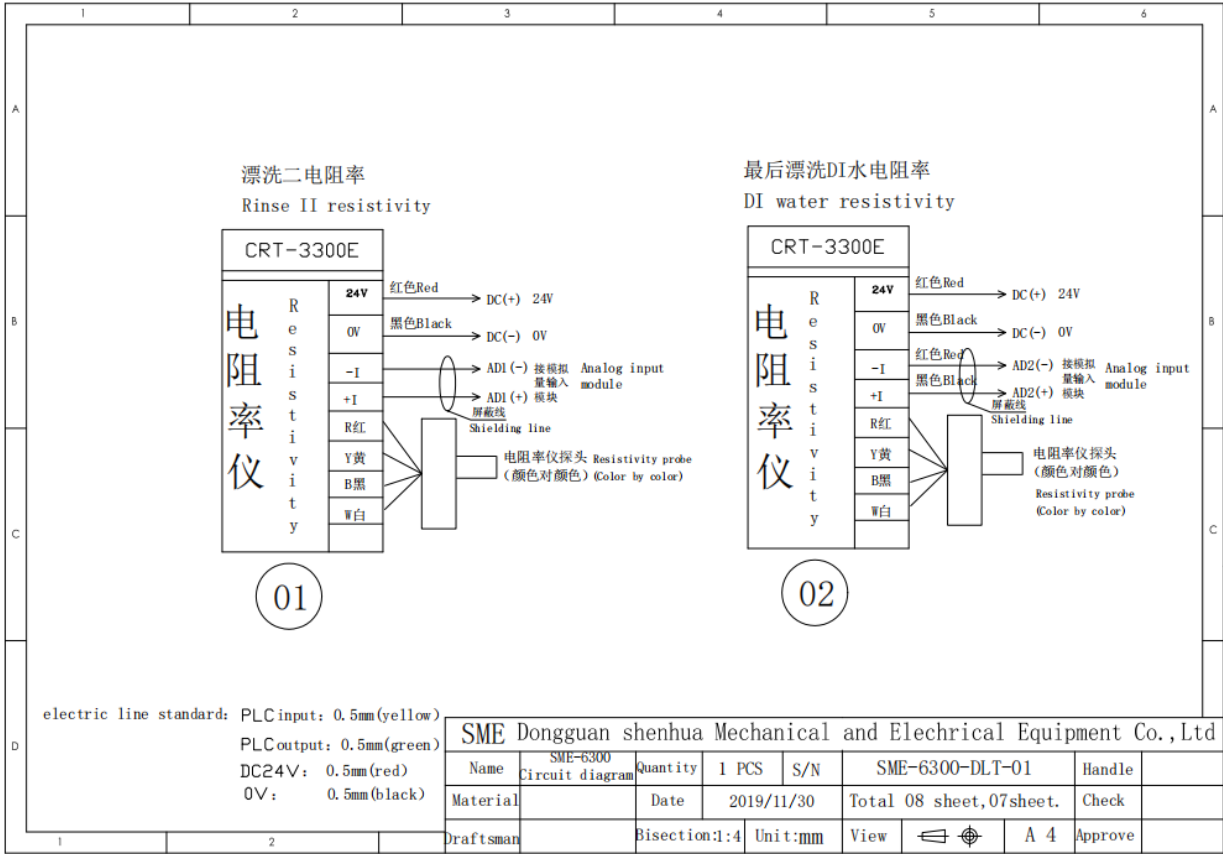 1 2 3 4 5 6
A A
漂洗二电阻率
Rinse II resistivity
CRT-3300E
电阻率仪
Resistivity
24V 红色Red DC(+) 24V
0V 黑色Black DC(-) 0V
-I AD1(-) 接模拟 Analog input
+I AD1(+) 量输入 module
模块
屏蔽线
Shielding line
R红
Y黄
B黑
W白
电阻率仪探头 Resistivity probe
(颜色对颜色) (Color by color)
01
最后漂洗DI水电阻率
DI water resistivity
CRT-3300E
电阻率仪
Resistivity
24V 红色Red DC(+) 24V
0V 黑色Black DC(-) 0V
-I 红色Red AD2(-) 接模拟 Analog input
+I 黑色Black AD2(+) 量输入 module
模块
屏蔽线
Shielding line
R红
Y黄
B黑
W白
电阻率仪探头
(颜色对颜色)
Resistivity probe
(Color by color)
02
B B
C C
D D
electric line standard: PLC input: 0.5mm(yellow)
PLC output: 0.5mm(green)
DC24V: 0.5mm(red)
0V: 0.5mm(black)
SME Dongguan shenhua Mechanical and Elechrical Equipment Co.,Ltd
Name SME-6300 Circuit diagram Quantity 1 PCS S/N SME-6300-DLT-01 Handle
Material Date 2019/11/30 Total 08 sheet,07sheet. Check
Draftsman Bisection:1:4 Unit:mm View A 4 Approve
1 2